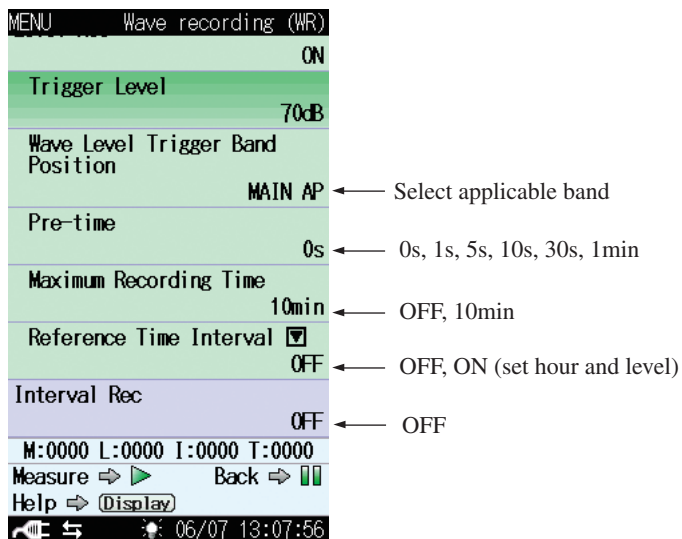 MENU Wave recording (WR)
ON
Trigger Level
70dB
Wave Level Trigger Band
Position
MAIN AP
Select applicable band
Pre-time
0s
0s, 1s, 5s, 10s, 30s, 1min
Maximum Recording Time
10min
OFF, 10min
Reference Time Interval
OFF
OFF, ON (set hour and level)
Interval Rec
OFF
OFF
M:0000 L:0000 I:0000 T:0000
Measure Back
Help Display
06/07 13:07:56